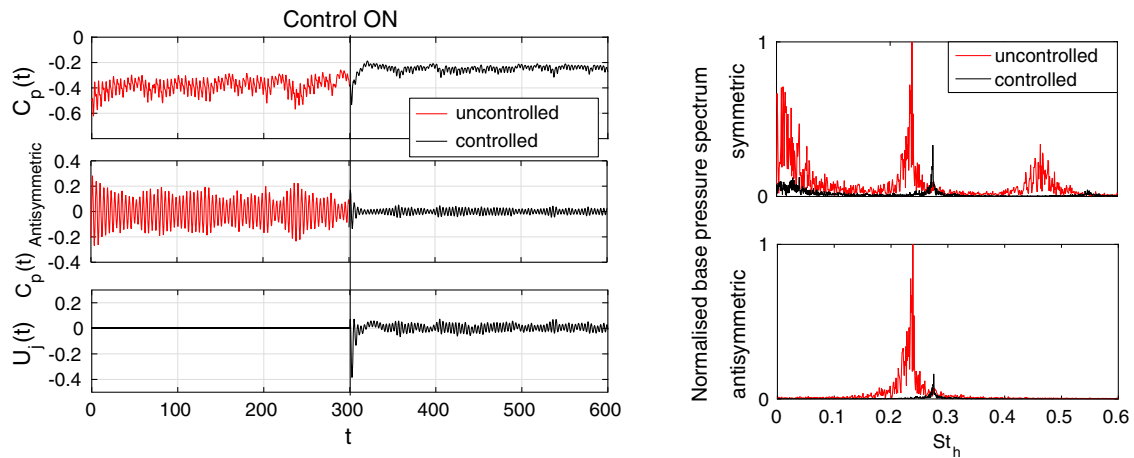 Control ON
C_p(t)
0
-0.2
-0.4
-0.6
uncontrolled
controlled
C_p(t) Antisymmetric
0.4
0.2
0
-0.2
-0.4
U_j(t)
0.2
0
-0.2
-0.4
0 100 200 300 400 500 600
t
Normalised base pressure spectrum
symmetric
1
0
uncontrolled
controlled
antisymmetric
1
0
0 0.1 0.2 0.3 0.4 0.5 0.6
St_h